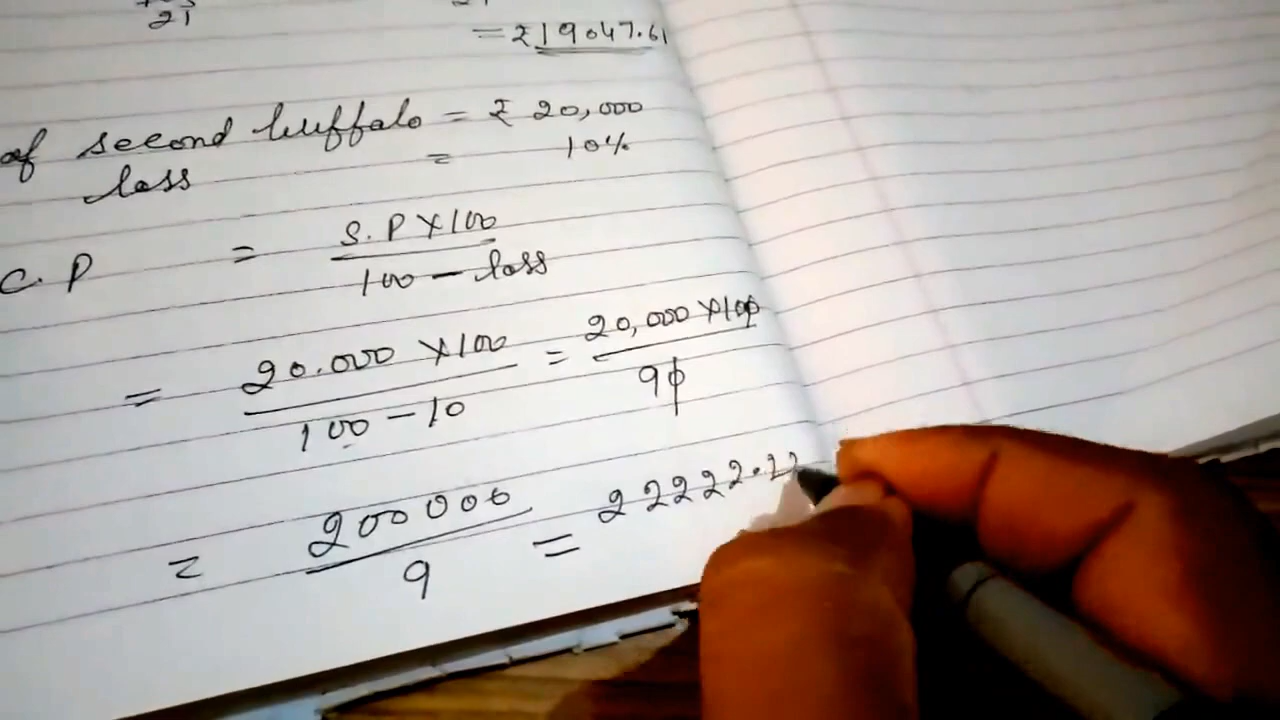 21
= ₹19047.61
of second buffalo = ₹ 20,000
loss = 10%
C.P = S.P X 100
100 - loss
= 20.000 X 100 = 20,000 X 100
100 - 10 90
= 200000 = 22222.22
9